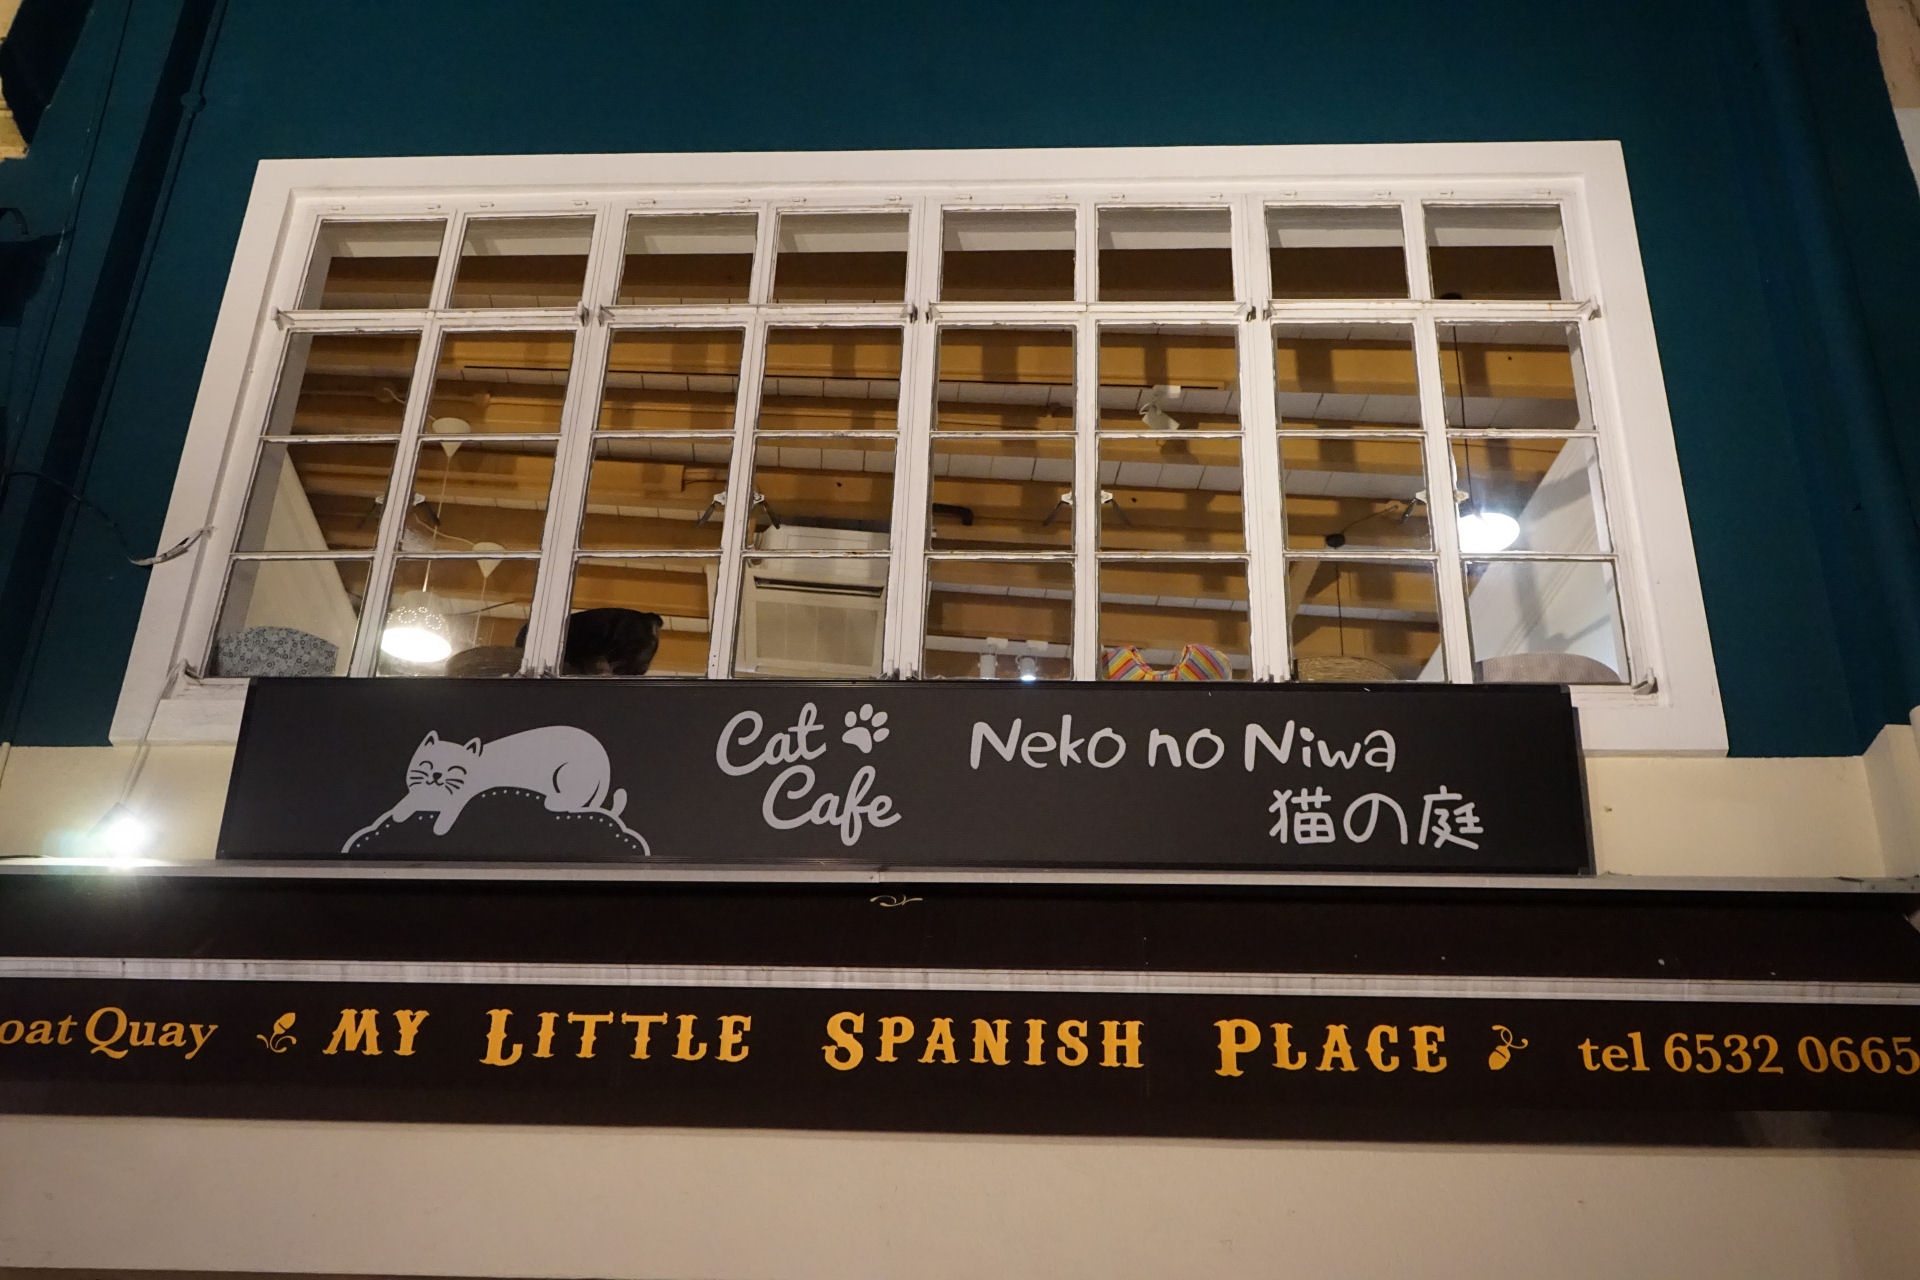 Cat
Cafe
Neko no Niwa
猫の庭
oat Quay MY LITTLE SPANISH PLACE tel 6532 0665